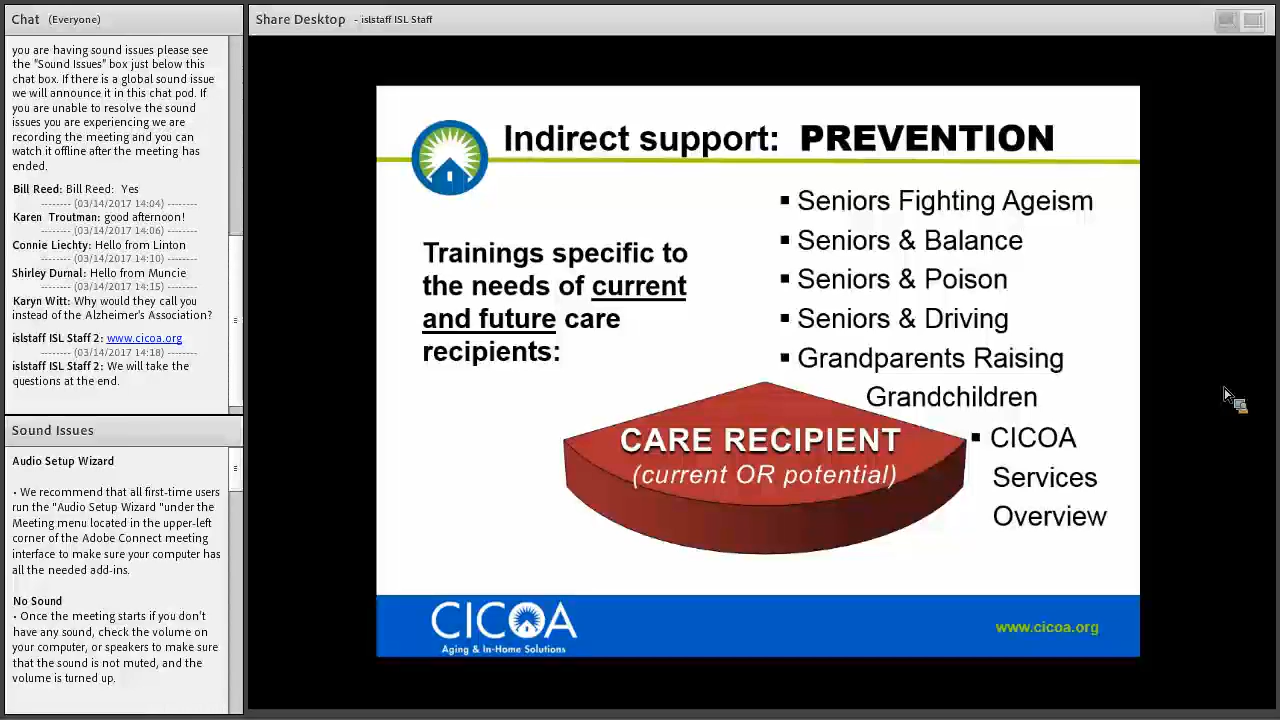 Chat (Everyone)
you are having sound issues please see
the "Sound Issues" box just below this
chat box. If there is a global sound issue
we will announce it in this chat pod. If
you are unable to resolve the sound
issues you are experiencing we are
recording the meeting and you can
watch it offline after the meeting has
ended.
Bill Reed: Bill Reed: Yes
-------- (03/14/2017 14:04) --------
Karen Troutman: good afternoon!
-------- (03/14/2017 14:06) --------
Connie Liechty: Hello from Linton
-------- (03/14/2017 14:10) --------
Shirley Durnal: Hello from Muncie
-------- (03/14/2017 14:15) --------
Karyn Witt: Why would they call you
instead of the Alzheimer's Association?
islstaff ISL Staff 2: www.cicoa.org
-------- (03/14/2017 14:18) --------
islstaff ISL Staff 2: We will take the
questions at the end.
Sound Issues
Audio Setup Wizard
• We recommend that all first-time users
run the "Audio Setup Wizard "under the
Meeting menu located in the upper-left
corner of the Adobe Connect meeting
interface to make sure your computer has
all the needed add-ins.
No Sound
• Once the meeting starts if you don't
have any sound, check the volume on
your computer, or speakers to make sure
that the sound is not muted, and the
volume is turned up.
Share Desktop - islstaff ISL Staff
Indirect support: PREVENTION
Trainings specific to
the needs of current
and future care
recipients:
▪ Seniors Fighting Ageism
▪ Seniors & Balance
▪ Seniors & Poison
▪ Seniors & Driving
▪ Grandparents Raising
Grandchildren
▪ CICOA
Services
Overview
CARE RECIPIENT
(current OR potential)
CICOA
Aging & In-Home Solutions
www.cicoa.org